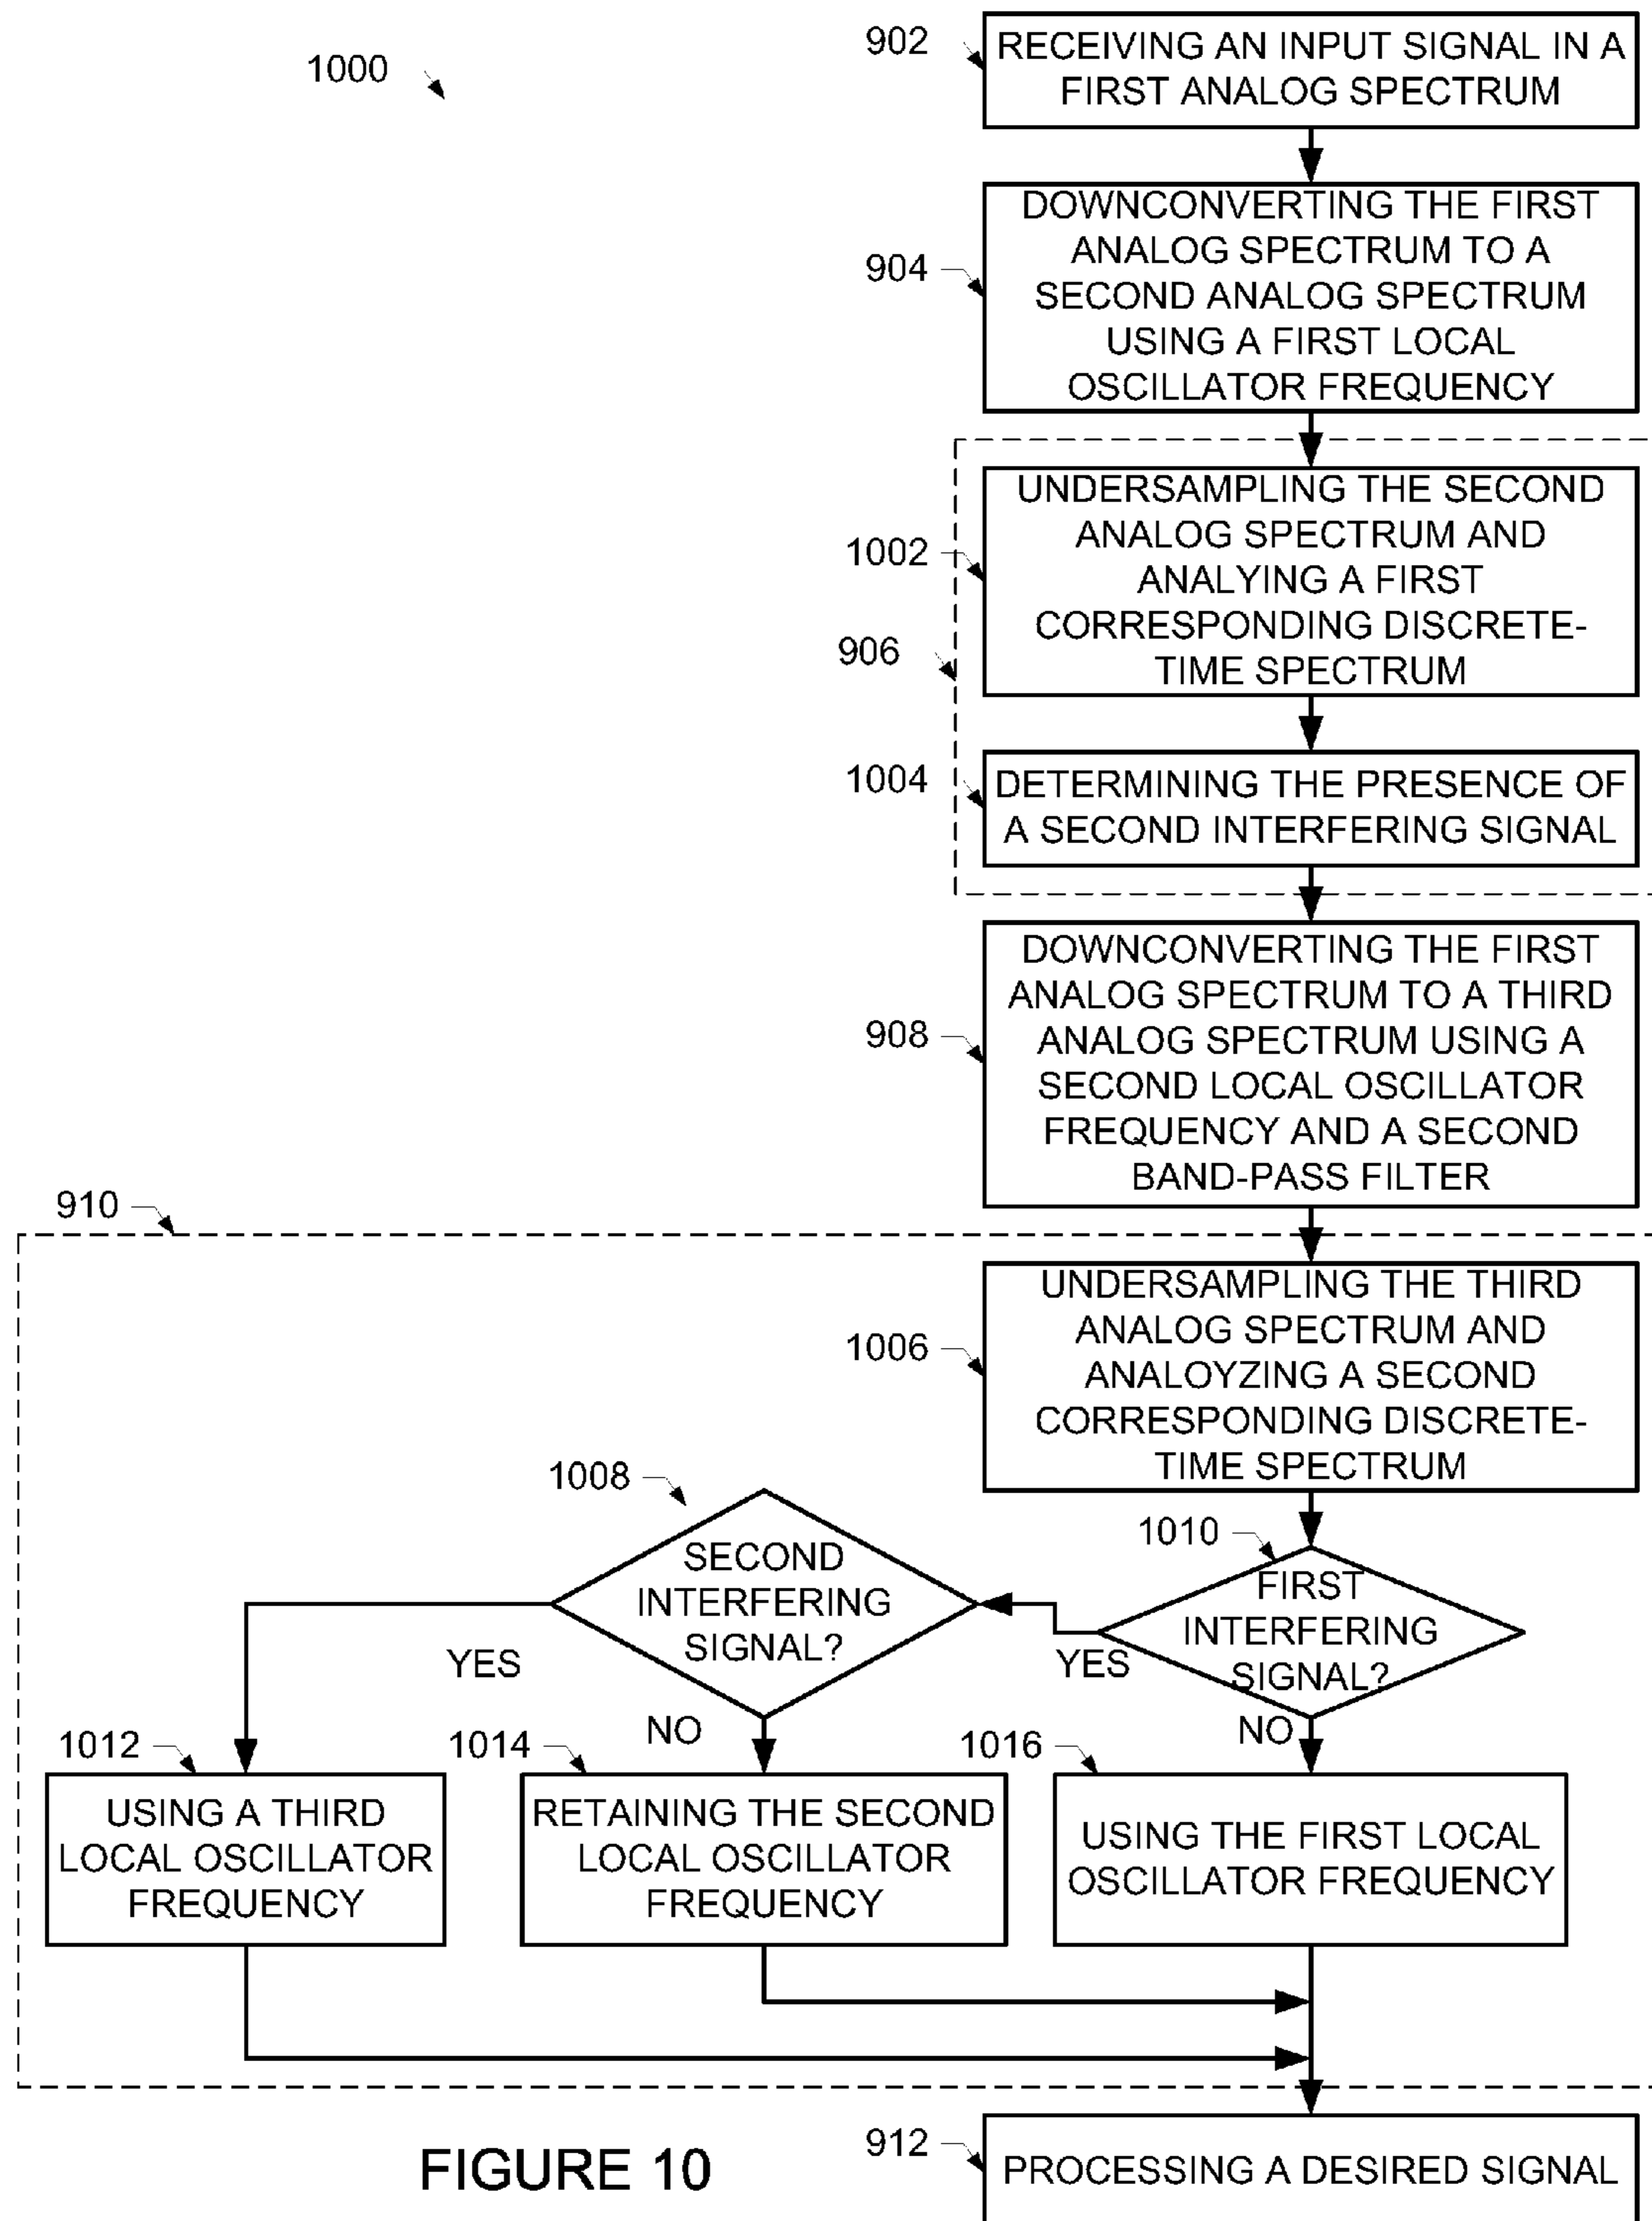 1000
902
RECEIVING AN INPUT SIGNAL IN A
FIRST ANALOG SPECTRUM
904
DOWNCONVERTING THE FIRST
ANALOG SPECTRUM TO A
SECOND ANALOG SPECTRUM
USING A FIRST LOCAL
OSCILLATOR FREQUENCY
906
1002
UNDERSAMPLING THE SECOND
ANALOG SPECTRUM AND
ANALYING A FIRST
CORRESPONDING DISCRETE-
TIME SPECTRUM
1004
DETERMINING THE PRESENCE OF
A SECOND INTERFERING SIGNAL
908
DOWNCONVERTING THE FIRST
ANALOG SPECTRUM TO A THIRD
ANALOG SPECTRUM USING A
SECOND LOCAL OSCILLATOR
FREQUENCY AND A SECOND
BAND-PASS FILTER
910
1006
UNDERSAMPLING THE THIRD
ANALOG SPECTRUM AND
ANALOYZING A SECOND
CORRESPONDING DISCRETE-
TIME SPECTRUM
1008
SECOND
INTERFERING
SIGNAL?
1010
FIRST
INTERFERING
SIGNAL?
YES
YES
NO
NO
1012
USING A THIRD
LOCAL OSCILLATOR
FREQUENCY
1014
RETAINING THE SECOND
LOCAL OSCILLATOR
FREQUENCY
1016
USING THE FIRST LOCAL
OSCILLATOR FREQUENCY
912
PROCESSING A DESIRED SIGNAL
FIGURE 10